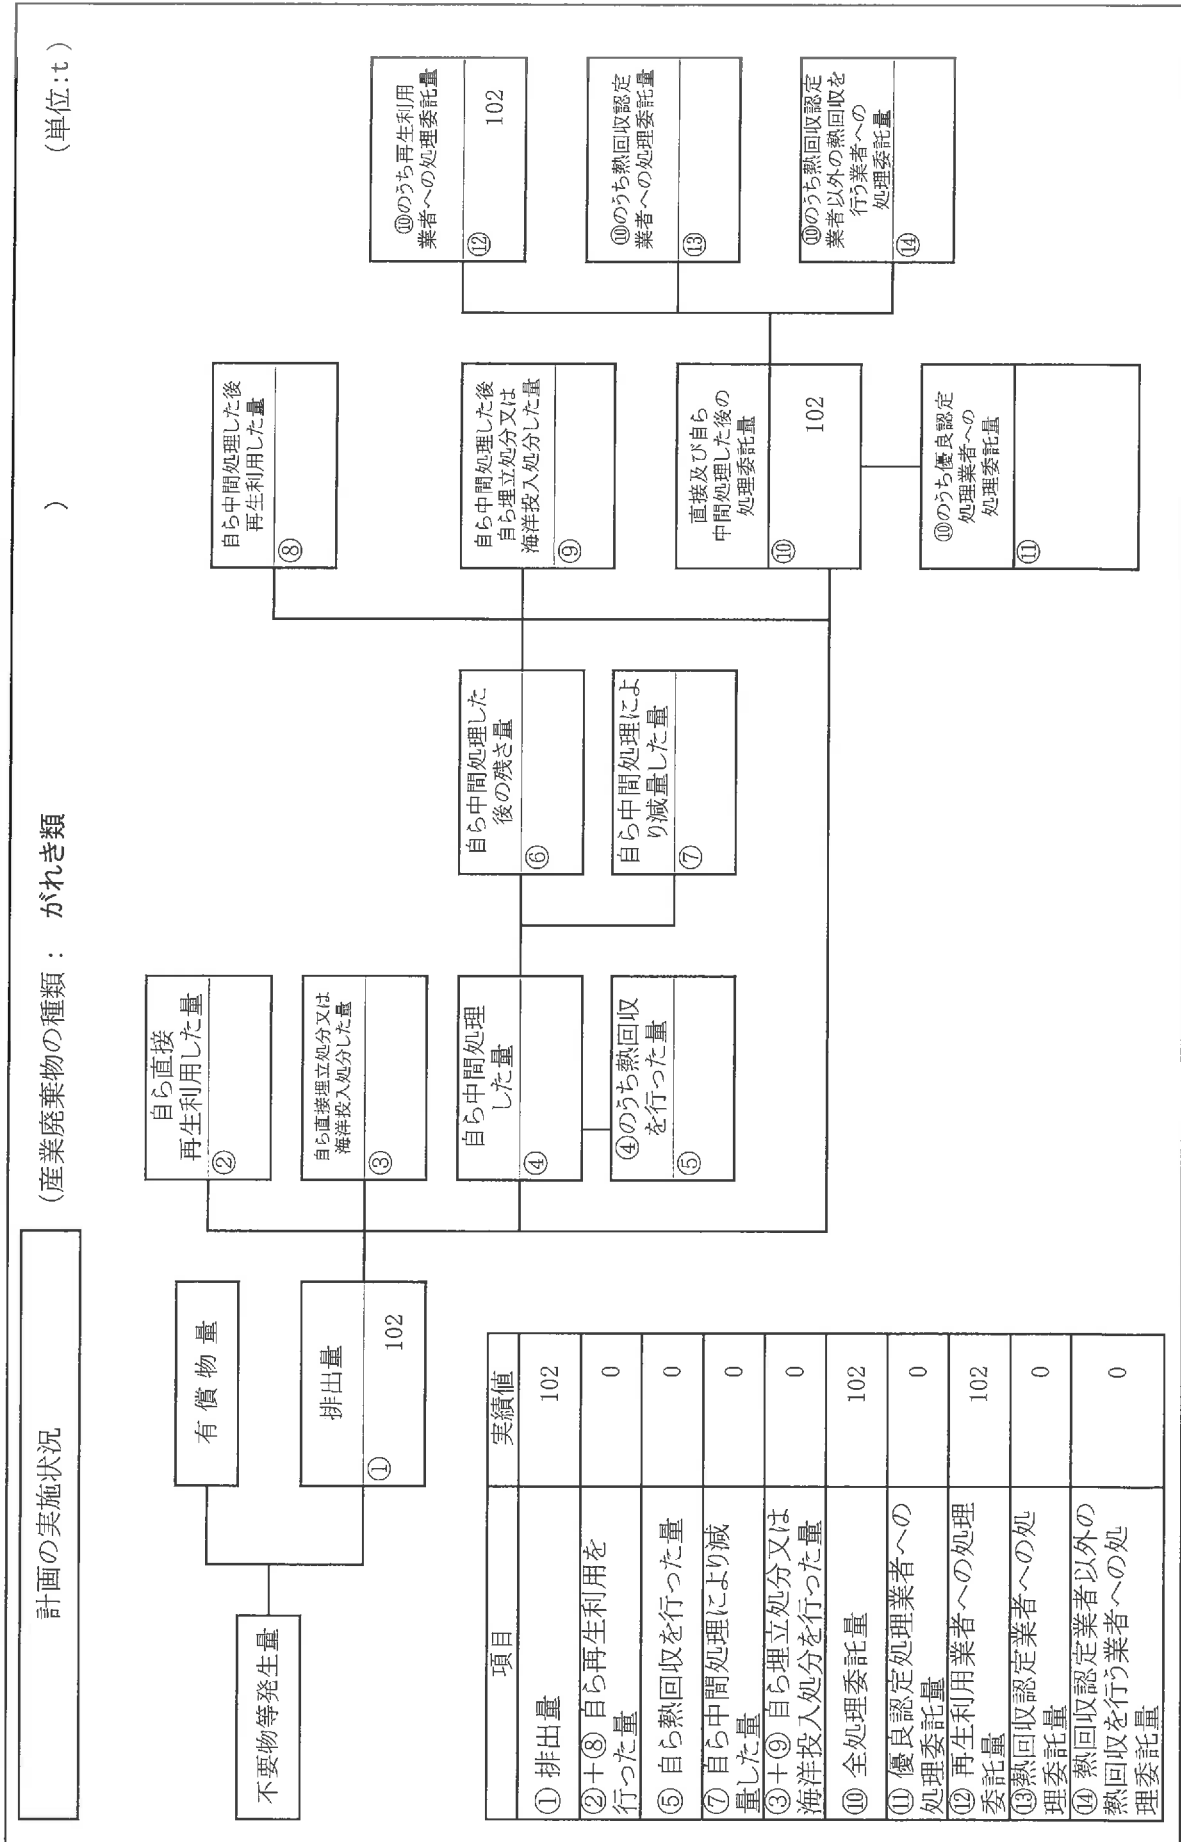 計画の実施状況
(産業廃棄物の種類： がれき類 )
(単位:t)
不要物等発生量
有 償 物 量
排出量
①
102
自ら直接
再生利用した量
②
自ら直接埋立処分又は
海洋投入処分した量
③
自ら中間処理
した量
④
④のうち熱回収
を行った量
⑤
自ら中間処理した
後の残さ量
⑥
自ら中間処理によ
り減量した量
⑦
自ら中間処理した後
再生利用した量
⑧
自ら中間処理した後
自ら埋立処分又は
海洋投入処分した量
⑨
直接及び自ら
中間処理した後の
処理委託量
⑩
102
⑩のうち優良認定
処理業者への
処理委託量
⑪
⑩のうち再生利用
業者への処理委託量
⑫
102
⑩のうち熱回収認定
業者への処理委託量
⑬
⑩のうち熱回収認定
業者以外の熱回収を
行う業者への
処理委託量
⑭
項目 実績値
① 排出量 102
②＋⑧ 自ら再生利用を
行った量 0
⑤ 自ら熱回収を行った量 0
⑦ 自ら中間処理により減
量した量 0
③＋⑨ 自ら埋立処分又は
海洋投入処分を行った量 0
⑩ 全処理委託量 102
⑪ 優良認定処理業者への
処理委託量 0
⑫ 再生利用業者への処理
委託量 102
⑬熱回収認定業者への処
理委託量 0
⑭ 熱回収認定業者以外の
熱回収を行う業者への処
理委託量 0